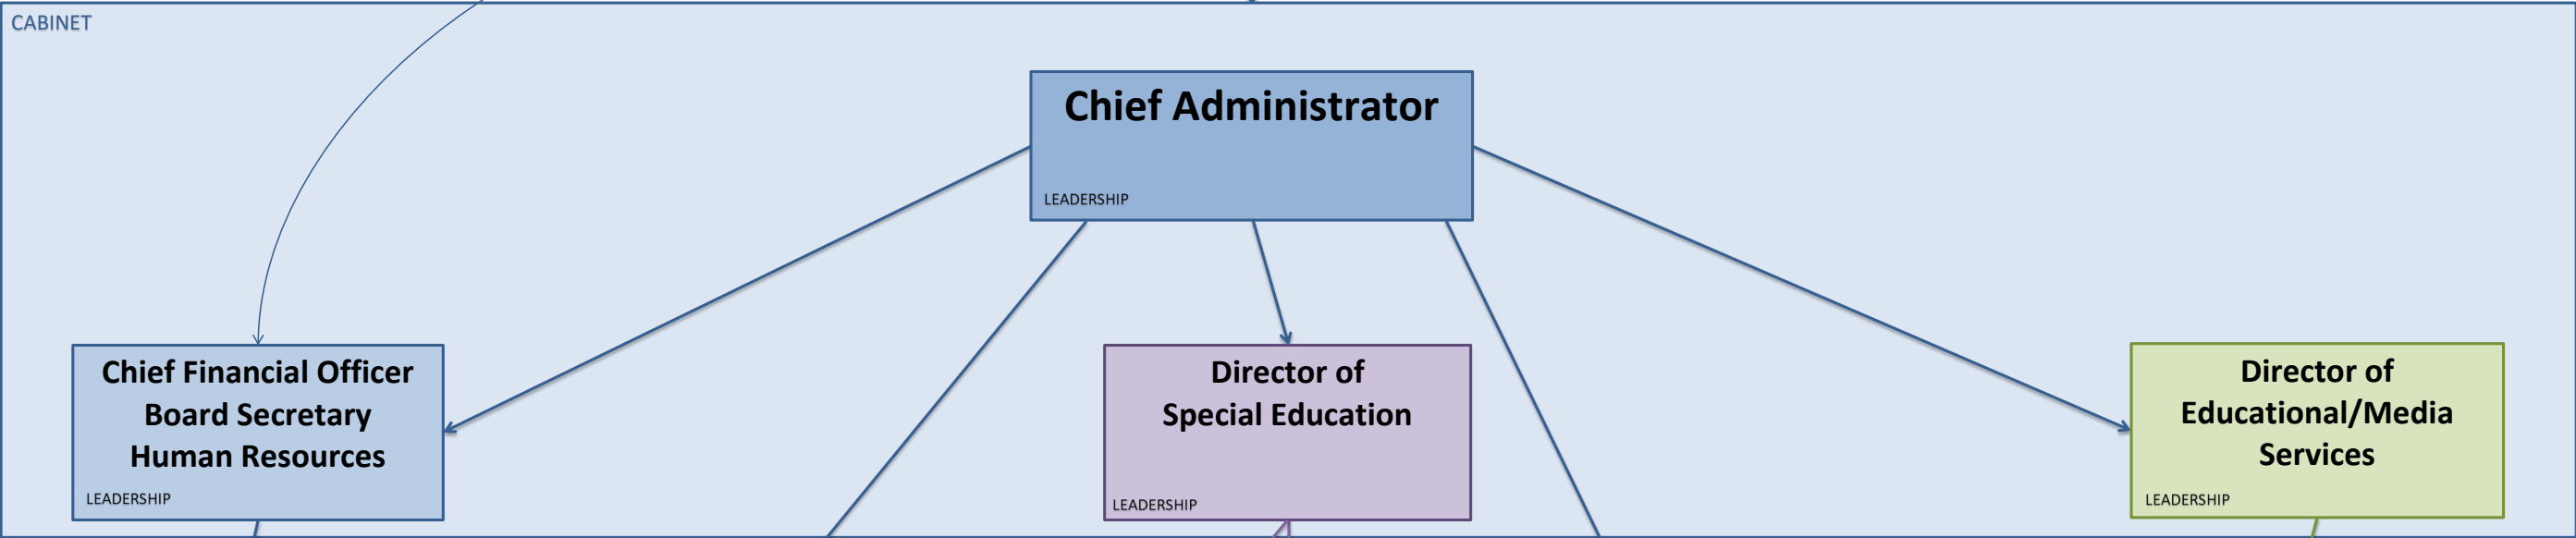 CABINET
Chief Administrator
LEADERSHIP
Chief Financial Officer
Board Secretary
Human Resources
LEADERSHIP
Director of
Special Education
LEADERSHIP
Director of
Educational/Media
Services
LEADERSHIP